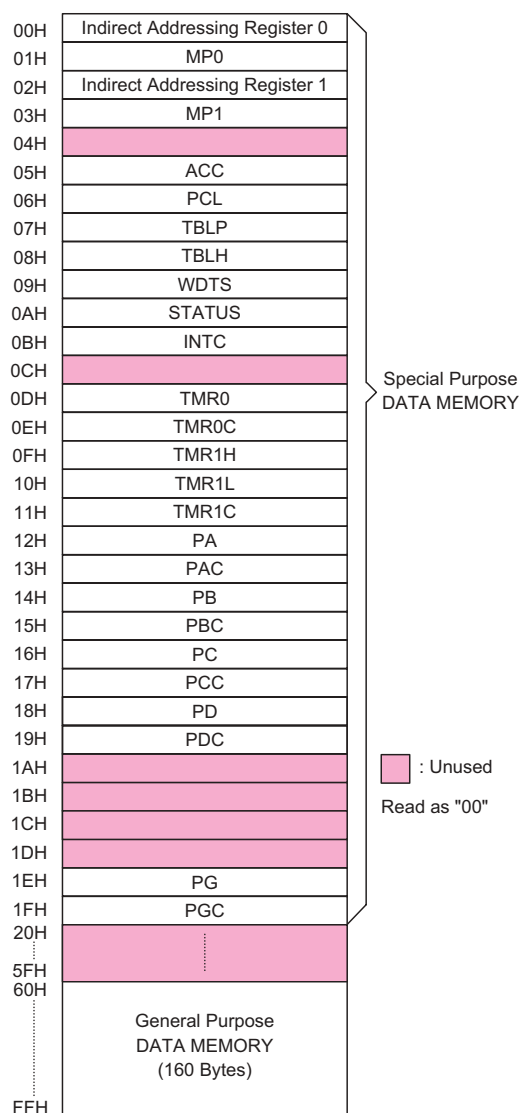 00H Indirect Addressing Register 0
01H MP0
02H Indirect Addressing Register 1
03H MP1
04H
05H ACC
06H PCL
07H TBLP
08H TBLH
09H WDTS
0AH STATUS
0BH INTC
0CH
Special Purpose
DATA MEMORY
0DH TMR0
0EH TMR0C
0FH TMR1H
10H TMR1L
11H TMR1C
12H PA
13H PAC
14H PB
15H PBC
16H PC
17H PCC
18H PD
19H PDC
1AH
: Unused
1BH
Read as "00"
1CH
1DH
1EH PG
1FH PGC
20H
5FH
60H
General Purpose
DATA MEMORY
(160 Bytes)
FFH